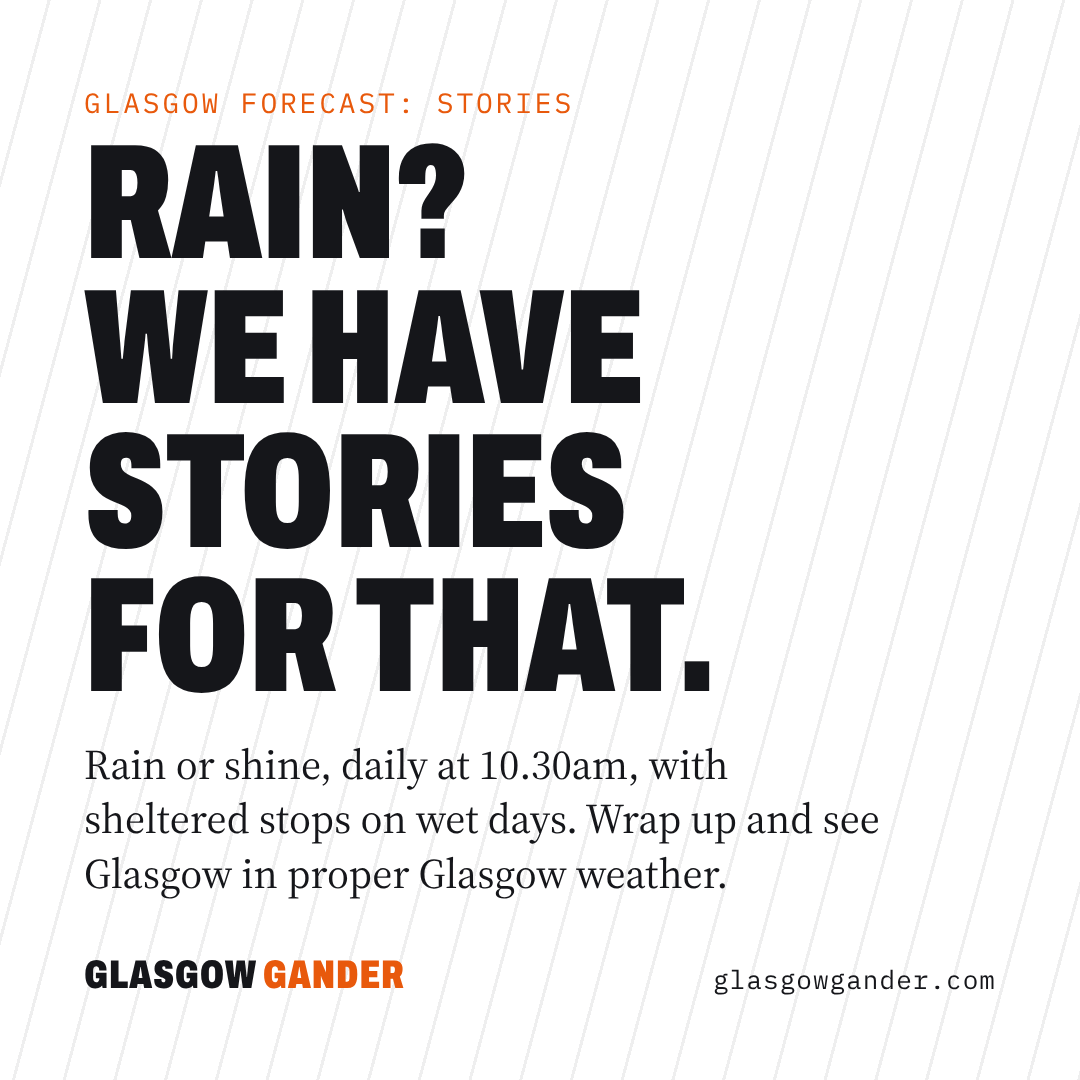 GLASGOW FORECAST: STORIES
RAIN?
WE HAVE
STORIES
FOR THAT.
Rain or shine, daily at 10.30am, with
sheltered stops on wet days. Wrap up and see
Glasgow in proper Glasgow weather.
GLASGOW GANDER
glasgowgander.com